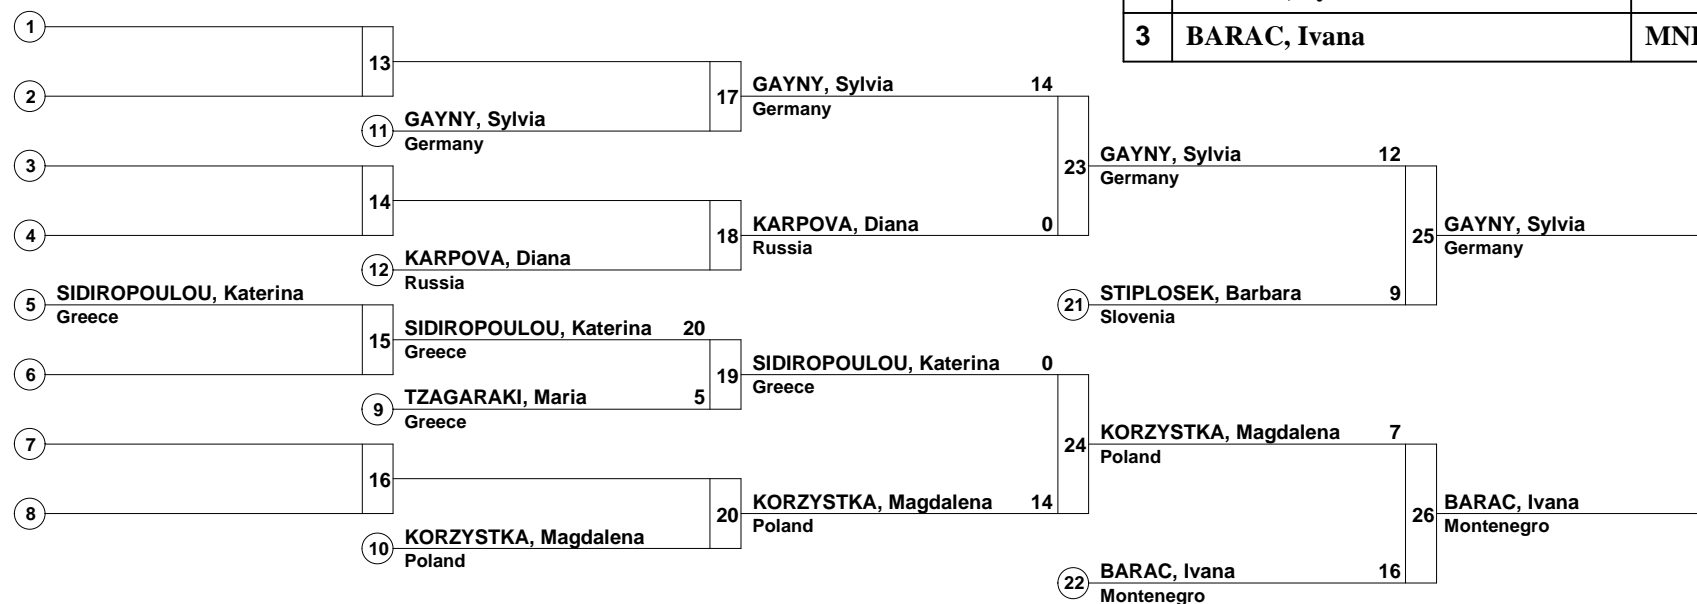 3 BARAC, Ivana
1
13
2
17
GAYNY, Sylvia 14
Germany
11
GAYNY, Sylvia
Germany
3
23
GAYNY, Sylvia 12
Germany
14
4
18
KARPOVA, Diana 0
Russia
25
GAYNY, Sylvia
Germany
12
KARPOVA, Diana
Russia
5
SIDIROPOULOU, Katerina
Greece
21
STIPLOSEK, Barbara 9
Slovenia
15
SIDIROPOULOU, Katerina 20
Greece
6
19
SIDIROPOULOU, Katerina 0
Greece
9
TZAGARAKI, Maria 5
Greece
7
24
KORZYSTKA, Magdalena 7
Poland
16
8
20
KORZYSTKA, Magdalena 14
Poland
26
BARAC, Ivana
Montenegro
10
KORZYSTKA, Magdalena
Poland
22
BARAC, Ivana 16
Montenegro